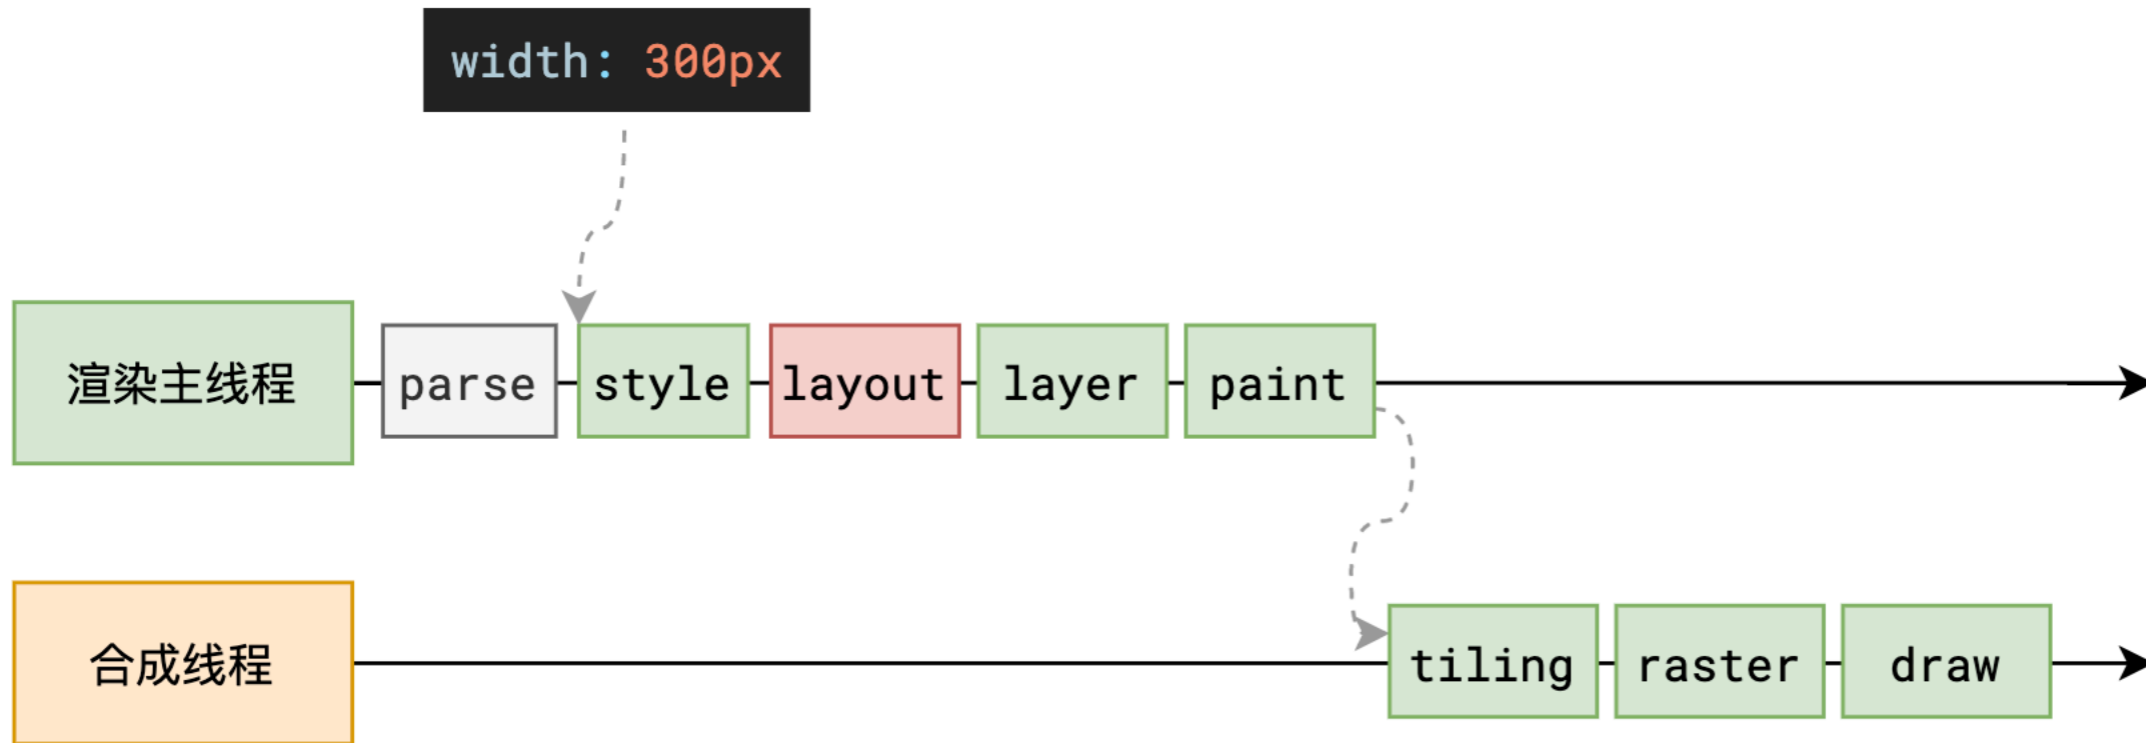 width: 300px
渲染主线程
parse
style
layout
layer
paint
合成线程
tiling
raster
draw